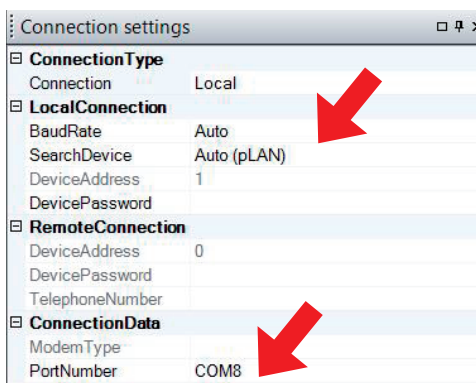 Connection settings
ConnectionType
Connection Local
LocalConnection
BaudRate Auto
SearchDevice Auto (pLAN)
DeviceAddress 1
DevicePassword
RemoteConnection
DeviceAddress 0
DevicePassword
TelephoneNumber
ConnectionData
ModemType
PortNumber COM8